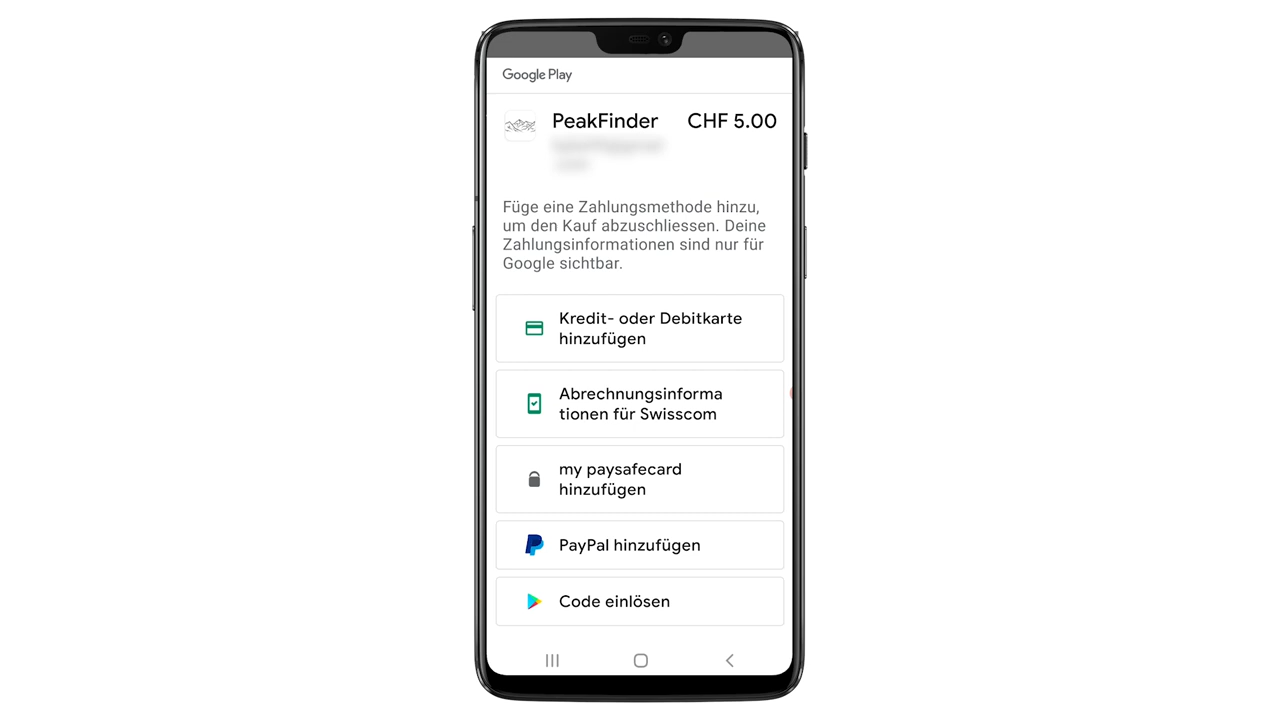 Google Play
PeakFinder CHF 5.00
Füge eine Zahlungsmethode hinzu,
um den Kauf abzuschliessen. Deine
Zahlungsinformationen sind nur für
Google sichtbar.
Kredit- oder Debitkarte
hinzufügen
Abrechnungsinforma
tionen für Swisscom
my paysafecard
hinzufügen
PayPal hinzufügen
Code einlösen